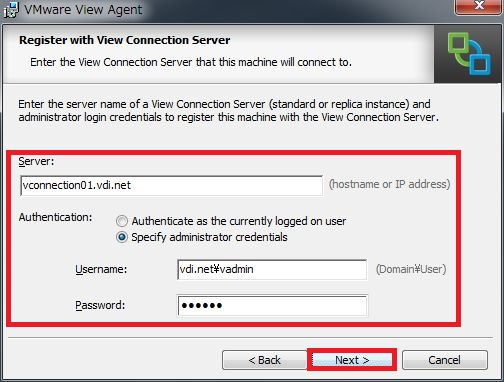 VMware View Agent
Register with View Connection Server
Enter the View Connection Server that this machine will connect to.
Enter the server name of a View Connection Server (standard or replica instance) and
administrator login credentials to register this machine with the View Connection Server.
Server:
vconnection01.vdi.net (hostname or IP address)
Authentication: Authenticate as the currently logged on user
Specify administrator credentials
Username: vdi.net¥vadmin (Domain¥User)
Password: ●●●●●●
< Back Next > Cancel